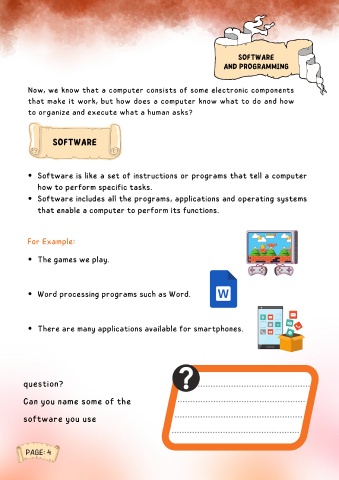 SOFTWARE
AND PROGRAMMING
Now, we know that a computer consists of some electronic components
that make it work, but how does a computer know what to do and how
to organize and execute what a human asks?
SOFTWARE
• Software is like a set of instructions or programs that tell a computer
how to perform specific tasks.
• Software includes all the programs, applications and operating systems
that enable a computer to perform its functions.
For Example:
• The games we play.
• Word processing programs such as Word.
W
• There are many applications available for smartphones.
?
question?
Can you name some of the
software you use
PAGE: 4